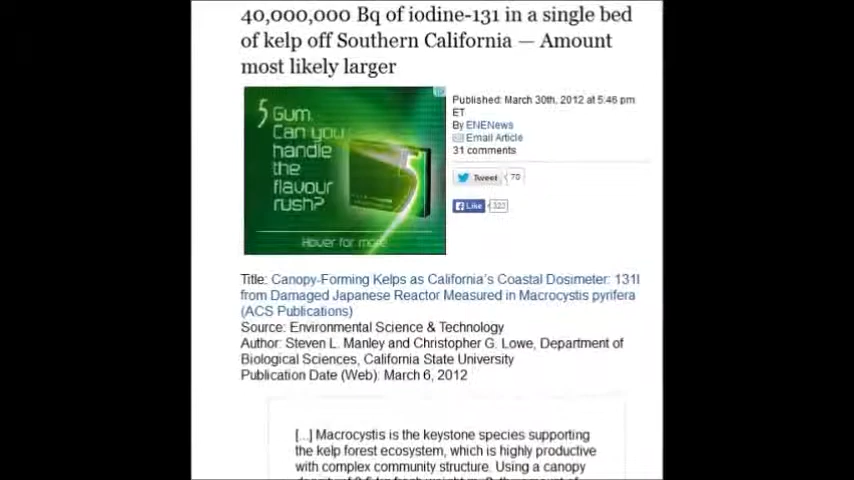 40,000,000 Bq of iodine-131 in a single bed
of kelp off Southern California — Amount
most likely larger
5 Gum.
Can you
handle
the
flavour
rush?
Hover for more
Published: March 30th, 2012 at 5:46 pm
ET
By ENENews
Email Article
31 comments
Tweet 70
Like 323
Title: Canopy-Forming Kelps as California's Coastal Dosimeter: 131I
from Damaged Japanese Reactor Measured in Macrocystis pyrifera
(ACS Publications)
Source: Environmental Science & Technology
Author: Steven L. Manley and Christopher G. Lowe, Department of
Biological Sciences, California State University
Publication Date (Web): March 6, 2012
[...] Macrocystis is the keystone species supporting
the kelp forest ecosystem, which is highly productive
with complex community structure. Using a canopy